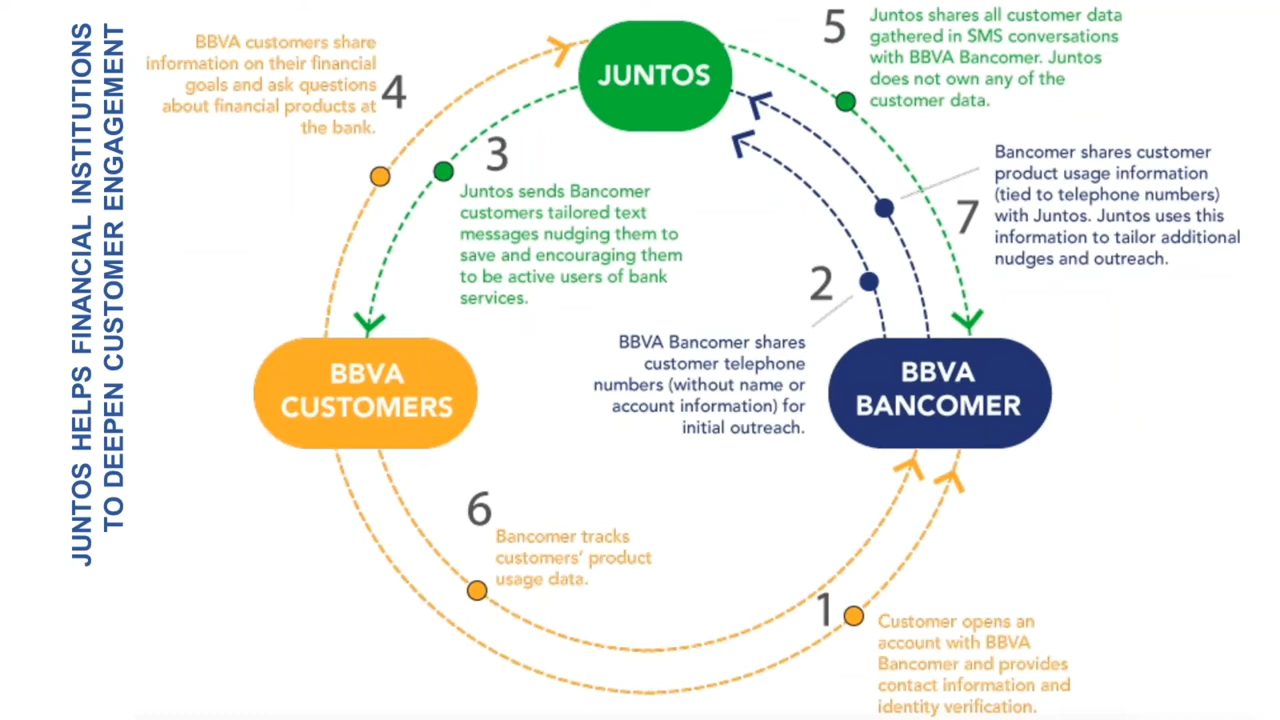 JUNTOS HELPS FINANCIAL INSTITUTIONS
TO DEEPEN CUSTOMER ENGAGEMENT
BBVA customers share
information on their financial
goals and ask questions
about financial products at
the bank.
4
JUNTOS
5
Juntos shares all customer data
gathered in SMS conversations
with BBVA Bancomer. Juntos
does not own any of the
customer data.
3
Juntos sends Bancomer
customers tailored text
messages nudging them to
save and encouraging them
to be active users of bank
services.
7
Bancomer shares customer
product usage information
(tied to telephone numbers)
with Juntos. Juntos uses this
information to tailor additional
nudges and outreach.
2
BBVA Bancomer shares
customer telephone
numbers (without name or
account information) for
initial outreach.
BBVA
CUSTOMERS
BBVA
BANCOMER
6
Bancomer tracks
customers’ product
usage data.
1
Customer opens an
account with BBVA
Bancomer and provides
contact information and
identity verification.